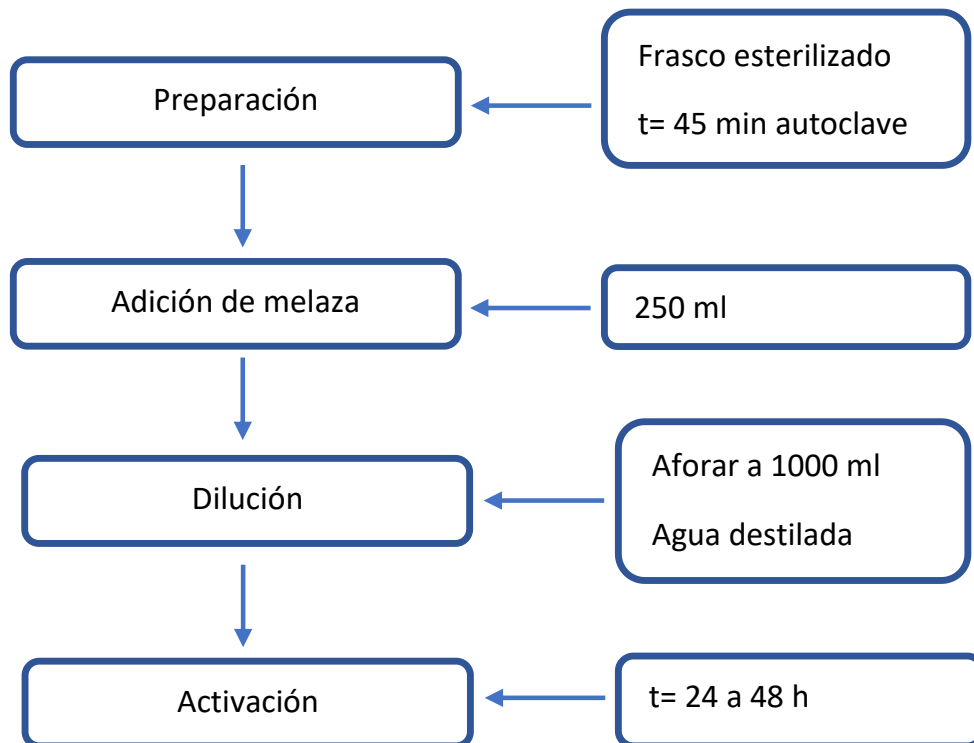 Preparación
Frasco esterilizado
t= 45 min autoclave
Adición de melaza
250 ml
Dilución
Aforar a 1000 ml
Agua destilada
Activación
t= 24 a 48 h